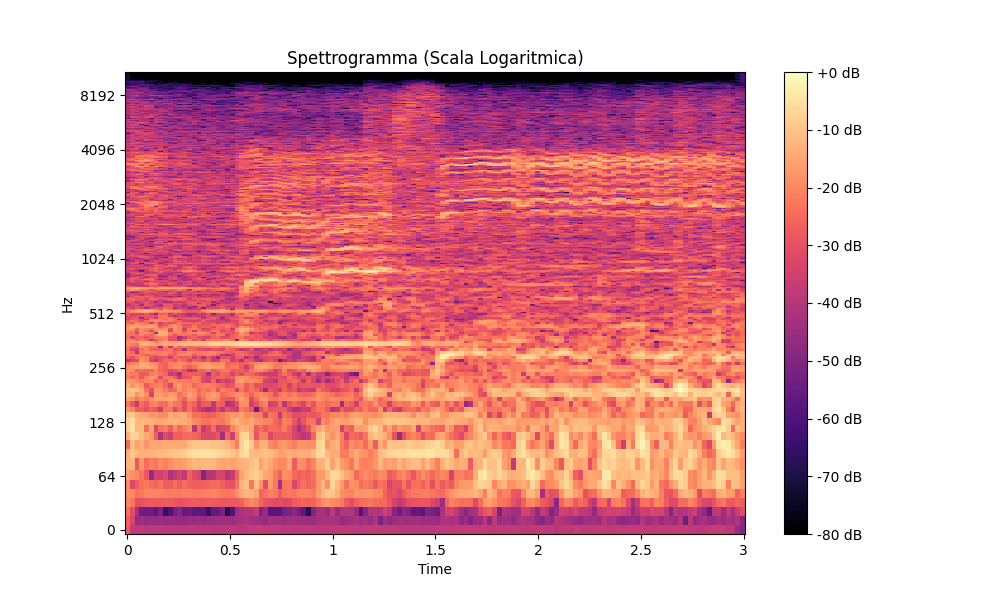 Spettrogramma (Scala Logaritmica)
8192
4096
2048
1024
512
256
128
64
0
Hz
0
0.5
1
1.5
2
2.5
3
Time
+0 dB
-10 dB
-20 dB
-30 dB
-40 dB
-50 dB
-60 dB
-70 dB
-80 dB